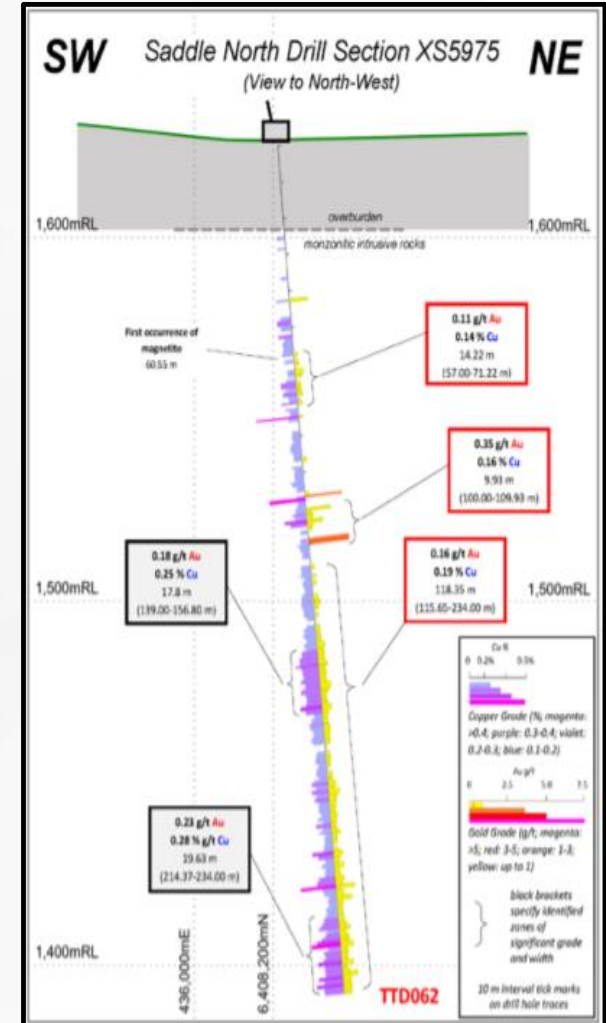 SW Saddle North Drill Section XS5975 NE
(View to North-West)
overburden
1,600mRL 1,600mRL
monzonitic intrusive rocks
First occurrence of
magnetite
60.55 m
0.11 g/t Au
0.14 % Cu
14.22 m
(57.00-71.22 m)
0.35 g/t Au
0.16 % Cu
9.93 m
(100.00-109.93 m)
0.18 g/t Au
0.25 % Cu
17.8 m
(139.00-156.80 m)
0.16 g/t Au
0.19 % Cu
118.35 m
(115.65-234.00 m)
1,500mRL 1,500mRL
0.23 g/t Au
0.28 % g/t Cu
19.63 m
(214.37-234.00 m)
1,400mRL
436,000mE
6,408,200mN
TTD062
Cu %
0 0.2%
Copper Grade (%; magenta:
>0.4; purple: 0.3-0.4; violet:
0.2-0.3; blue: 0.1-0.2)
Au g/t
0 2.5 5.0 7.5
Gold Grade (g/t; magenta:
>5; red: 3-5; orange: 1-3;
yellow: up to 1)
black brackets
specify identified
zones of
significant grade
and width
10 m interval tick marks
on drill hole traces